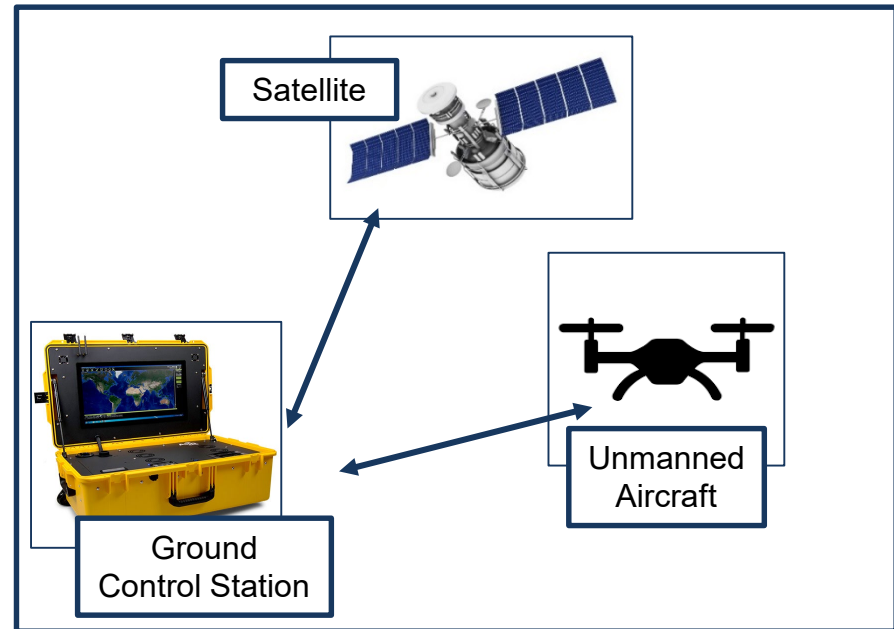 Satellite
Unmanned
Aircraft
Ground
Control Station